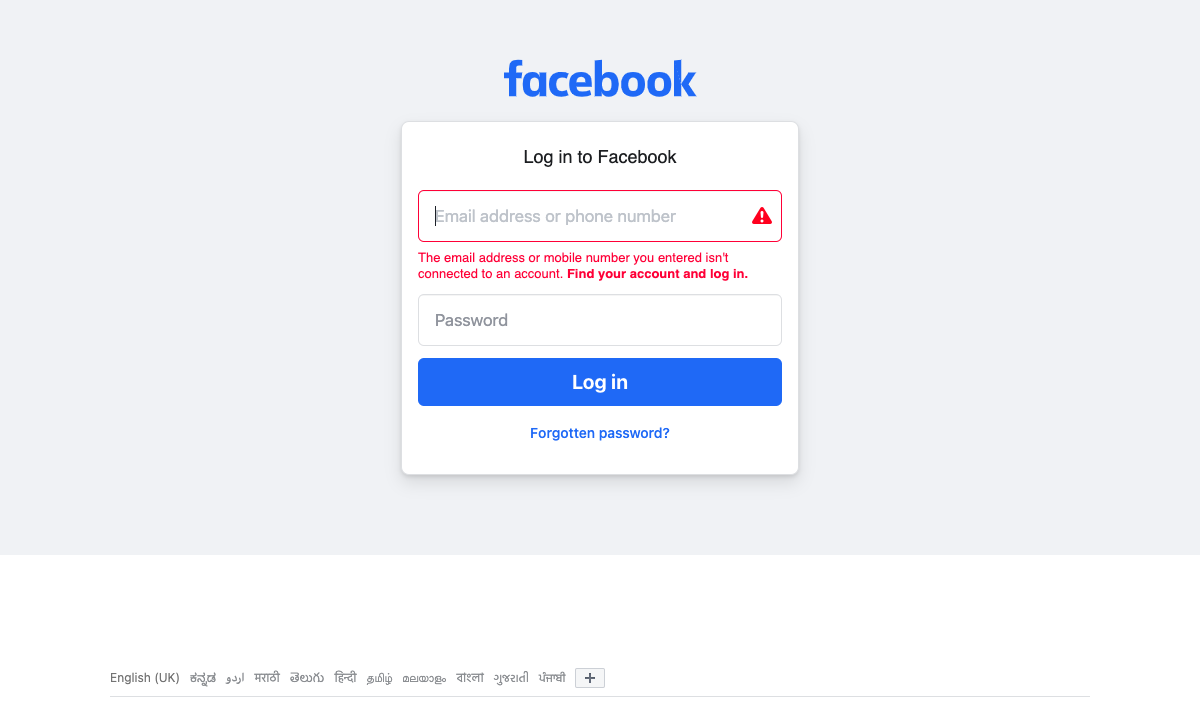 facebook
Log in to Facebook
Email address or phone number
The email address or mobile number you entered isn't
connected to an account. Find your account and log in.
Password
Log in
Forgotten password?
English (UK) ಕನ್ನಡ اردو मराठी తెలుగు हिन्दी தமிழ் മലയാളം বাংলা ગુજરાતી ਪੰਜਾਬੀ +